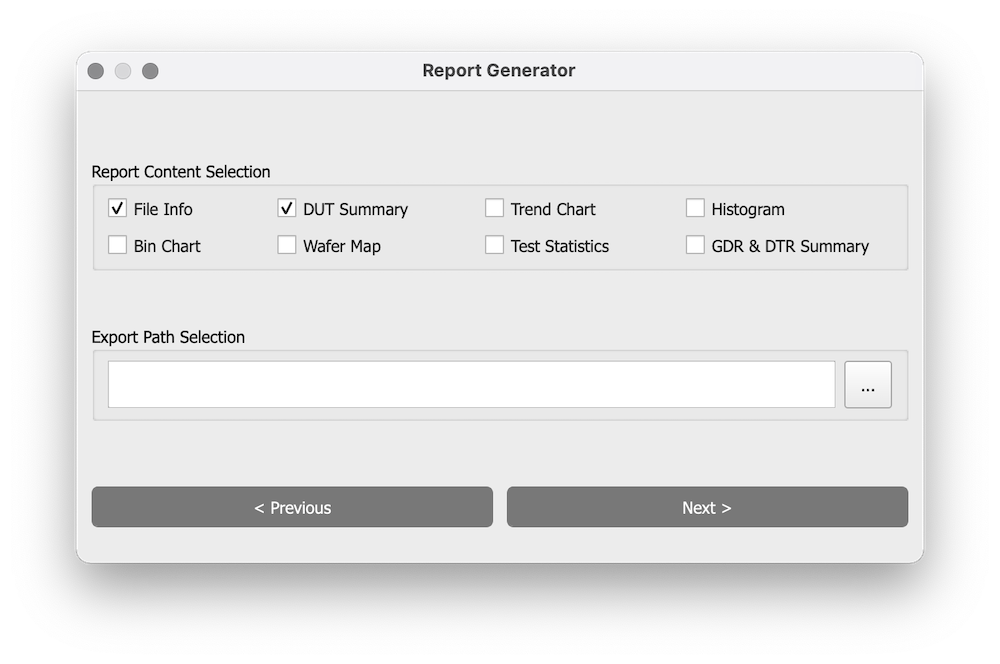 Report Generator
Report Content Selection
File Info DUT Summary Trend Chart Histogram
Bin Chart Wafer Map Test Statistics GDR & DTR Summary
Export Path Selection
...
< Previous Next >